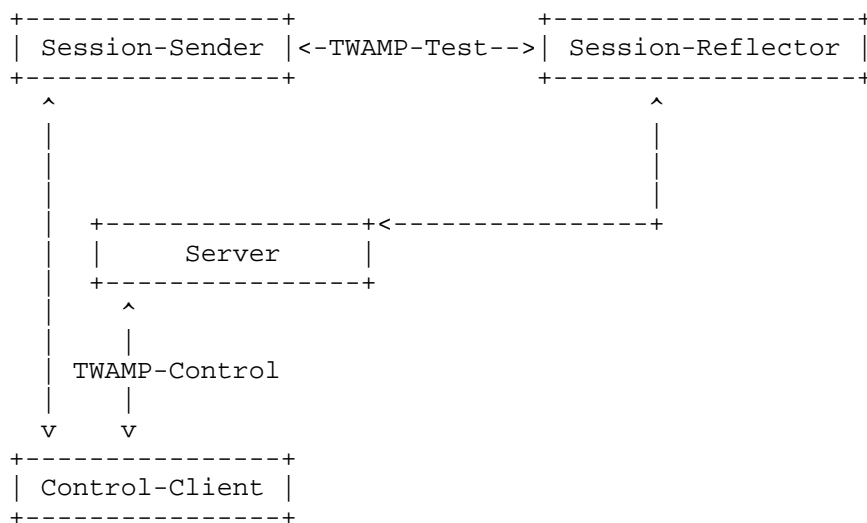 Session-Sender <-TWAMP-Test--> Session-Reflector
Server
TWAMP-Control
Control-Client